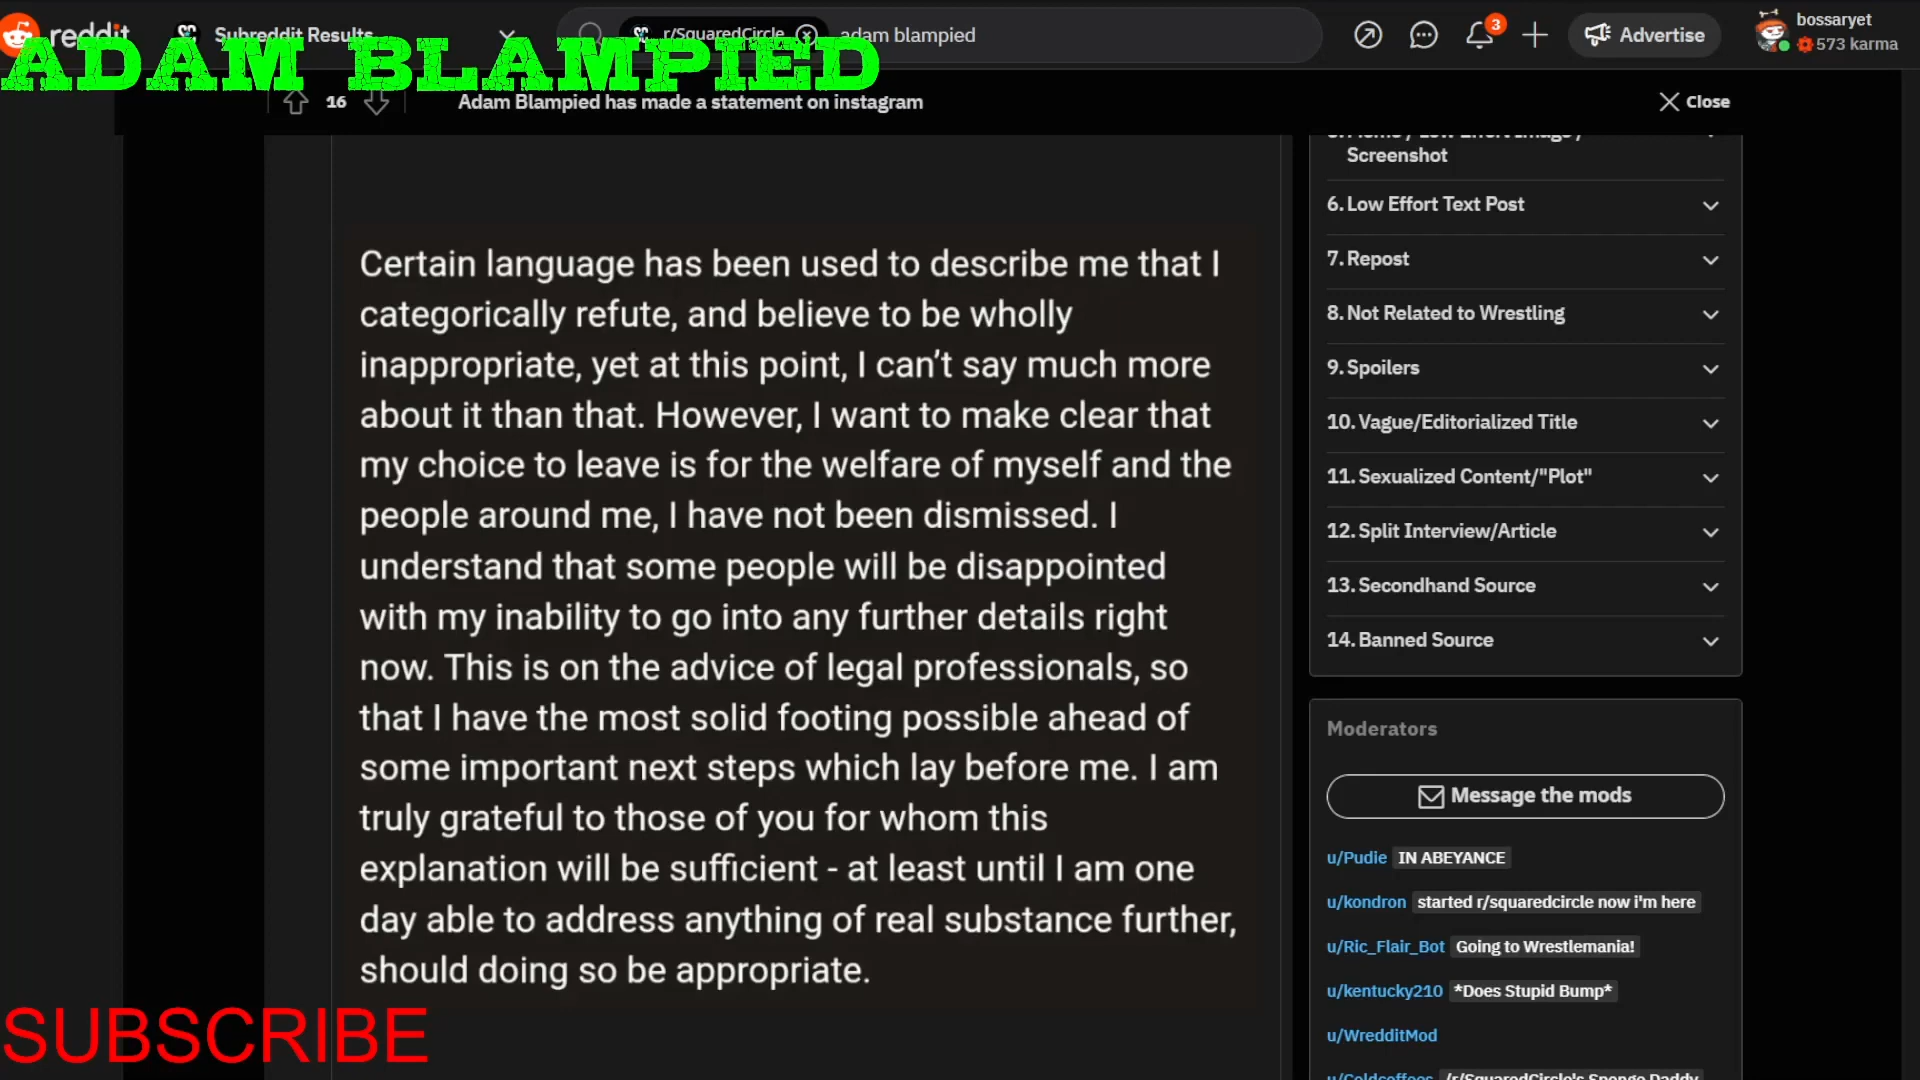 reddit
Subreddit Results
r/SquaredCircle
adam blampied
3
Advertise
bossaryet
573 karma
ADAM BLAMPIED
16
Adam Blampied has made a statement on instagram
Close
Certain language has been used to describe me that I
categorically refute, and believe to be wholly
inappropriate, yet at this point, I can’t say much more
about it than that. However, I want to make clear that
my choice to leave is for the welfare of myself and the
people around me, I have not been dismissed. I
understand that some people will be disappointed
with my inability to go into any further details right
now. This is on the advice of legal professionals, so
that I have the most solid footing possible ahead of
some important next steps which lay before me. I am
truly grateful to those of you for whom this
explanation will be sufficient - at least until I am one
day able to address anything of real substance further,
should doing so be appropriate.
Screenshot
6. Low Effort Text Post
7. Repost
8. Not Related to Wrestling
9. Spoilers
10. Vague/Editorialized Title
11. Sexualized Content/"Plot"
12. Split Interview/Article
13. Secondhand Source
14. Banned Source
Moderators
Message the mods
u/Pudie IN ABEYANCE
u/kondron started r/squaredcircle now i'm here
u/Ric_Flair_Bot Going to Wrestlemania!
u/kentucky210 *Does Stupid Bump*
u/WredditMod
SUBSCRIBE